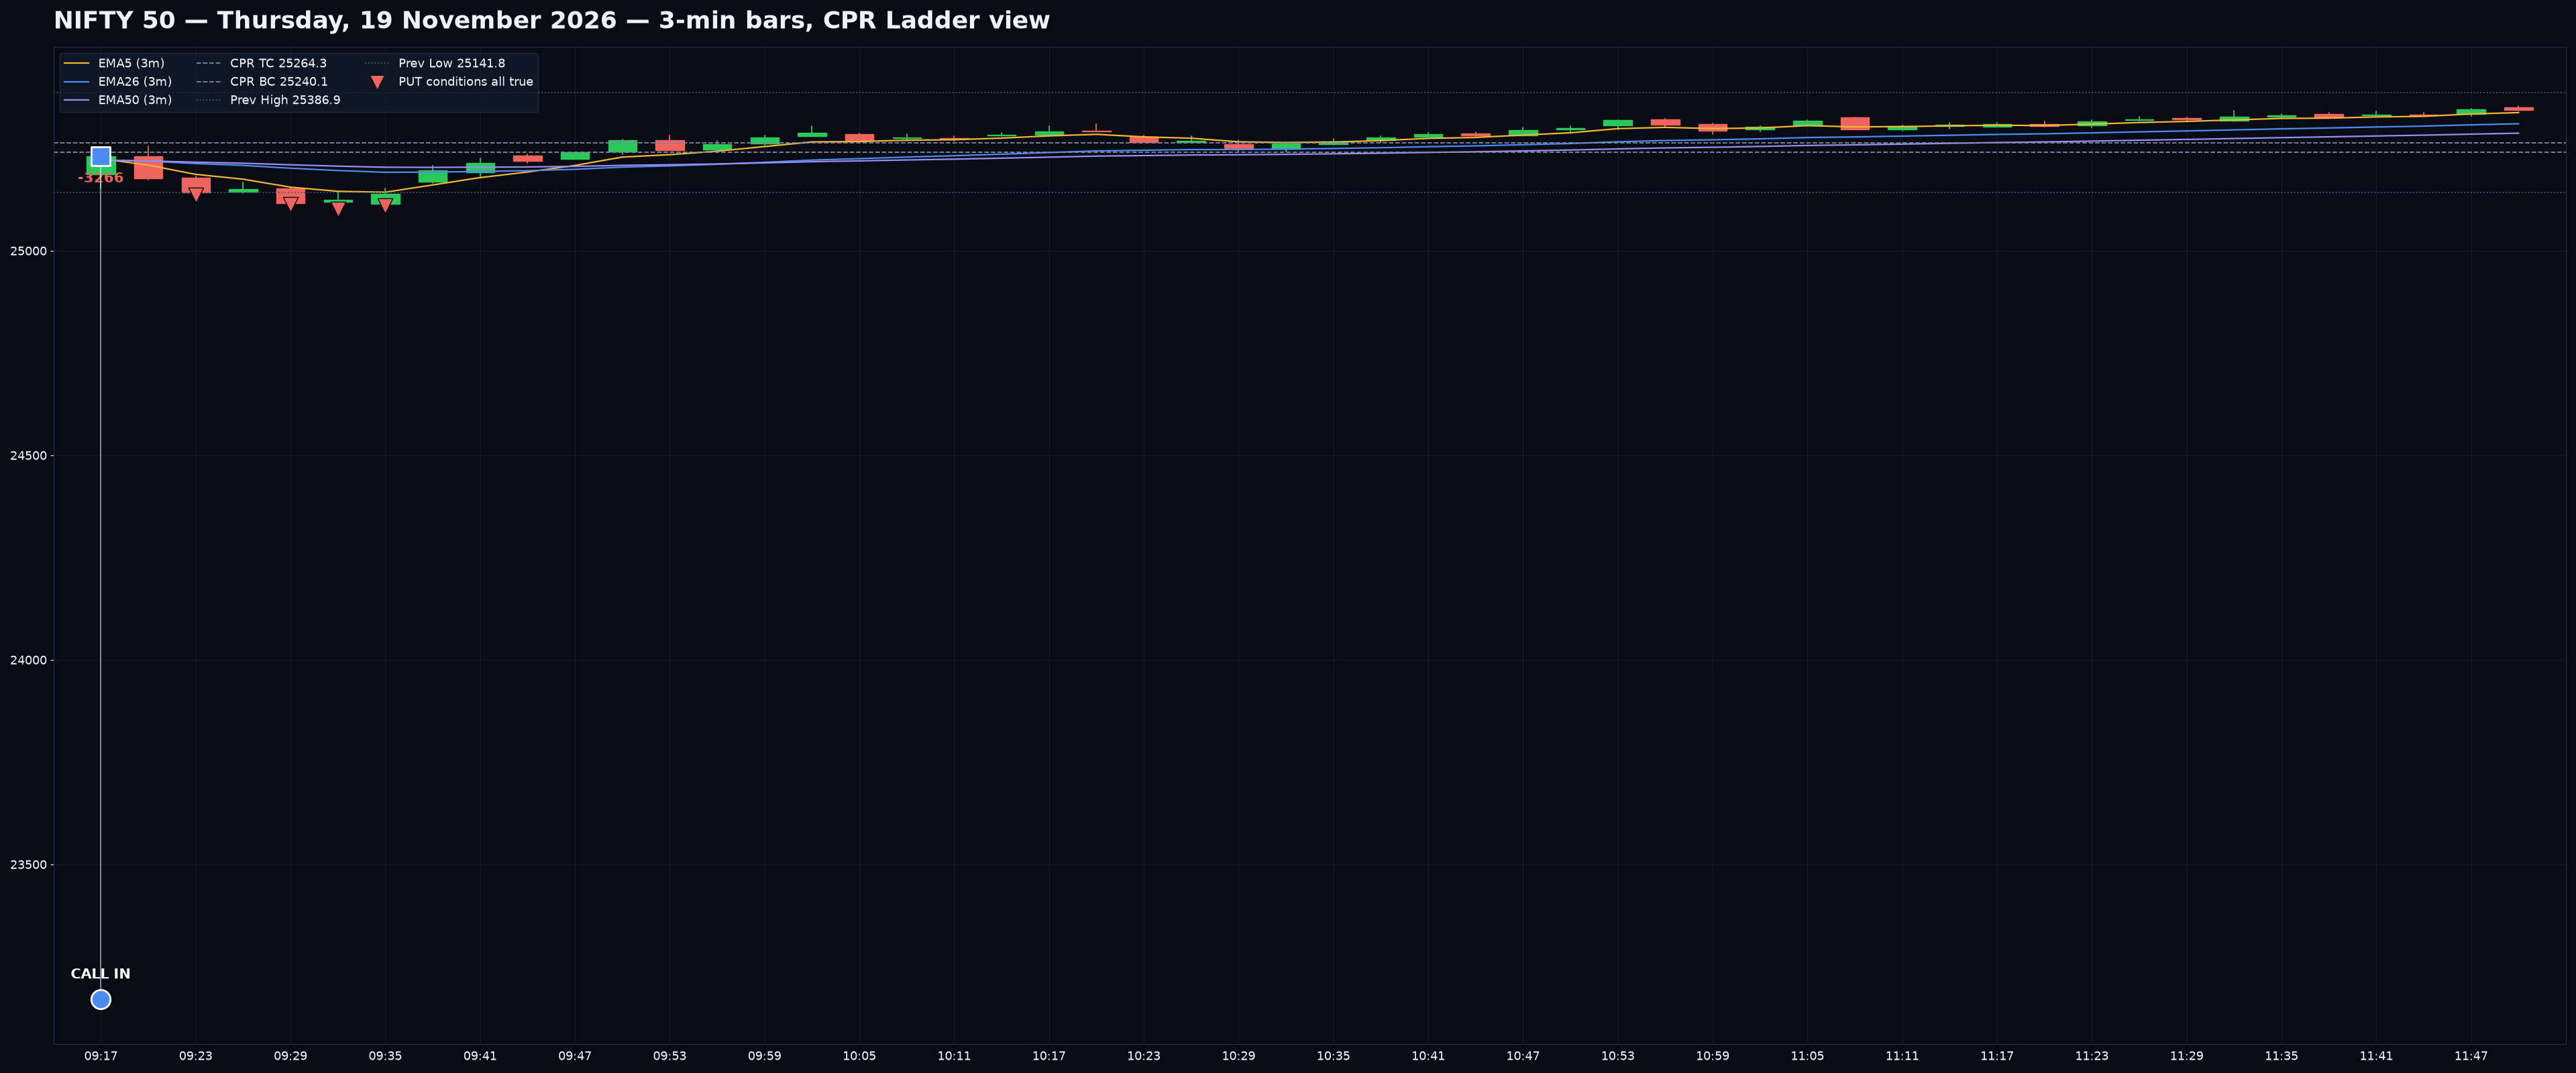 NIFTY 50 — Thursday, 19 November 2026 — 3-min bars, CPR Ladder view
EMA5 (3m)
EMA26 (3m)
EMA50 (3m)
CPR TC 25264.3
CPR BC 25240.1
Prev High 25386.9
Prev Low 25141.8
PUT conditions all true
-3266
25000
24500
24000
23500
CALL IN
09:17 09:23 09:29 09:35 09:41 09:47 09:53 09:59 10:05 10:11 10:17 10:23 10:29 10:35 10:41 10:47 10:53 10:59 11:05 11:11 11:17 11:23 11:29 11:35 11:41 11:47